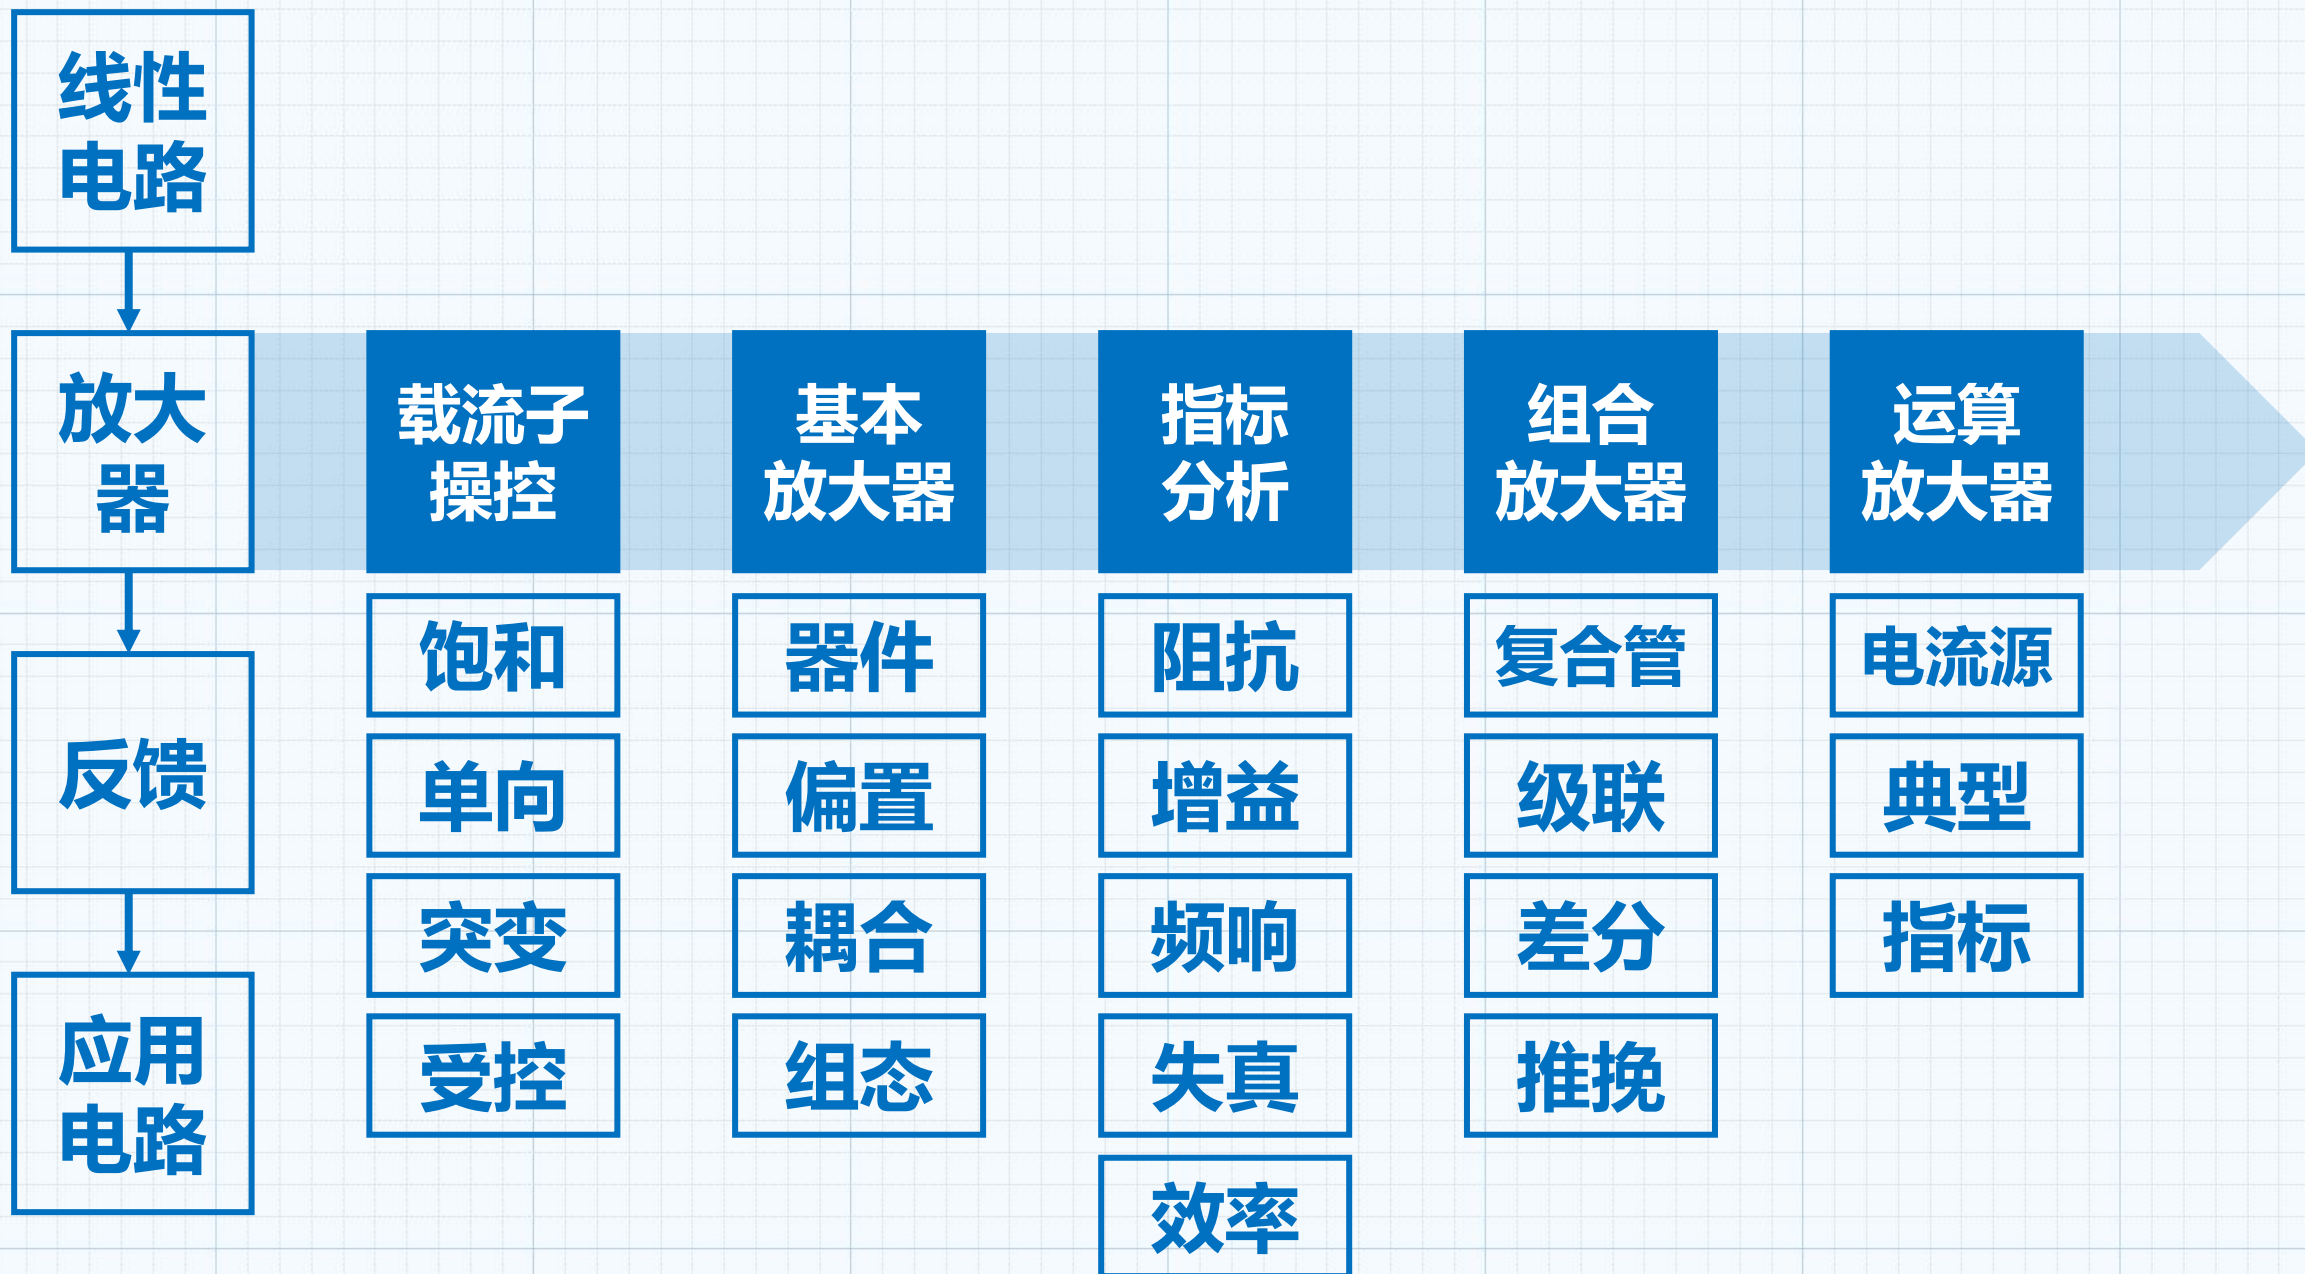 线性
电路
放大
器
反馈
应用
电路
载流子
操控
饱和
单向
突变
受控
基本
放大器
器件
偏置
耦合
组态
指标
分析
阻抗
增益
频响
失真
效率
组合
放大器
复合管
级联
差分
推挽
运算
放大器
电流源
典型
指标